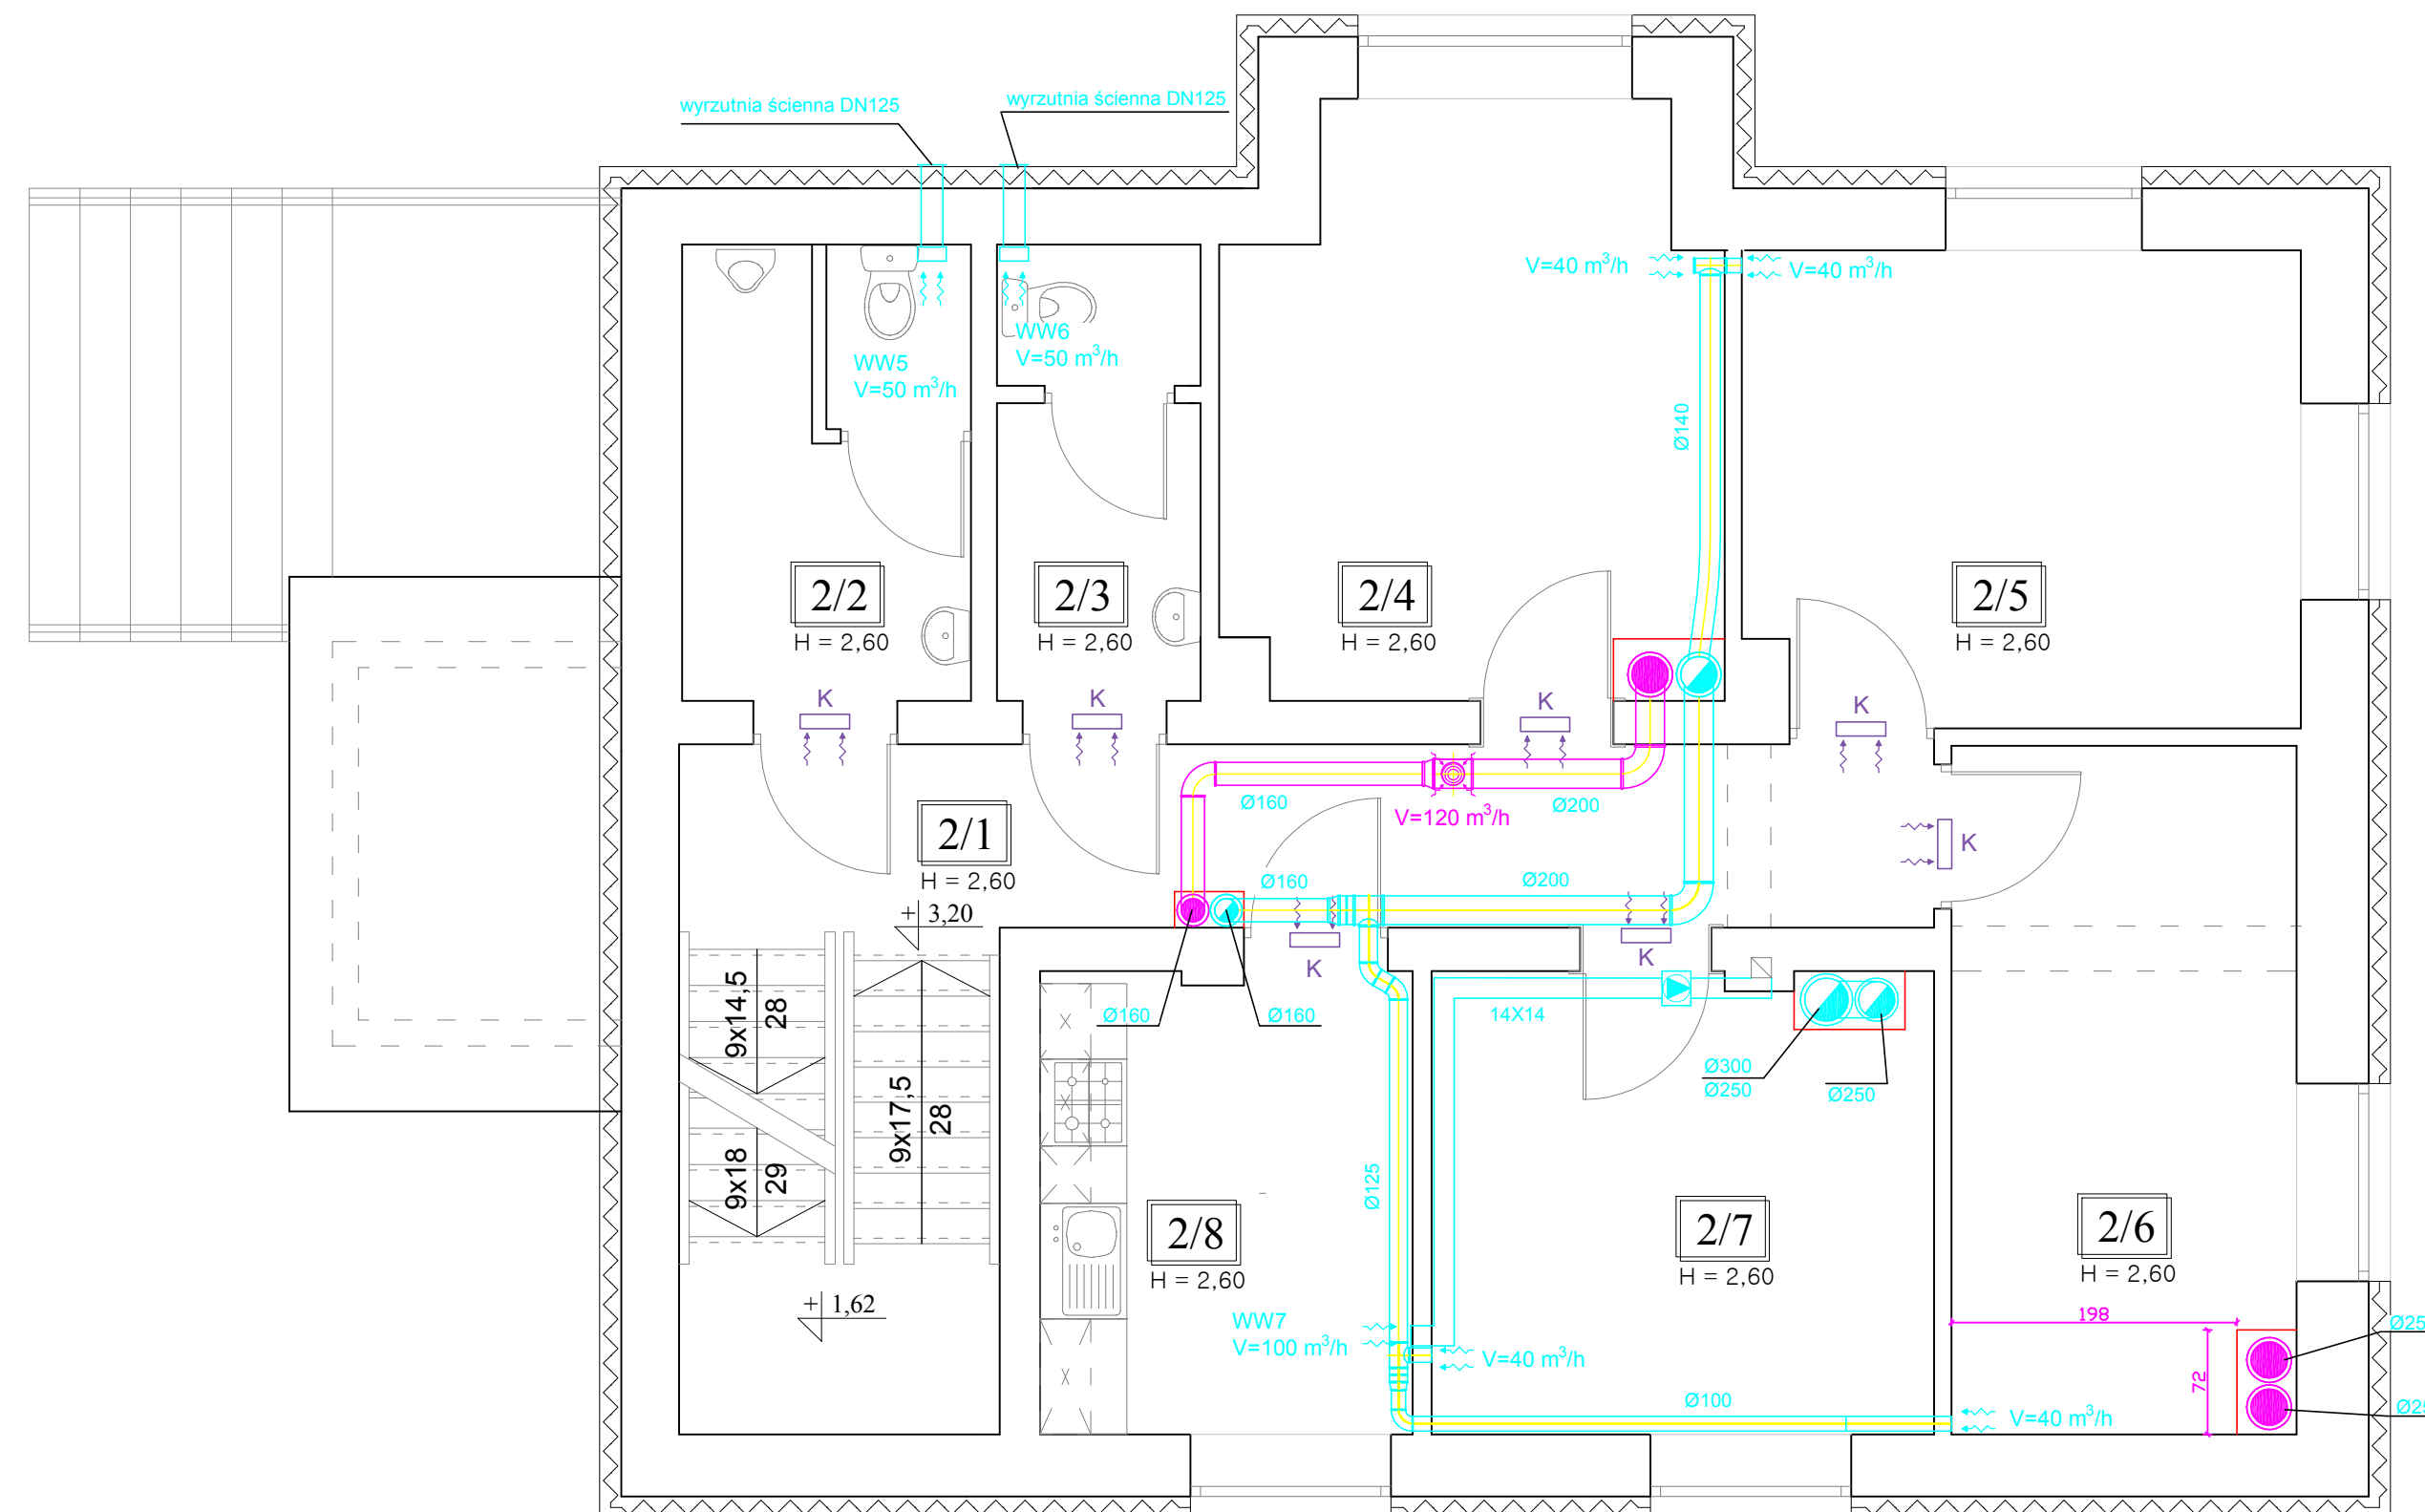 wyrzutnia ścienna DN125
wyrzutnia ścienna DN125
V=40 m³/h
V=40 m³/h
WW6
V=50 m³/h
WW5
V=50 m³/h
Ø140
2/2
H = 2,60
2/3
H = 2,60
2/4
H = 2,60
2/5
H = 2,60
K
K
K
K
Ø160
Ø200
V=120 m³/h
2/1
H = 2,60
K
Ø160
Ø200
+ 3,20
K
K
9x14,5
28
Ø160
Ø160
14X14
Ø300
Ø250
Ø250
9x17,5
28
9x18
29
Ø125
2/8
H = 2,60
2/7
H = 2,60
2/6
H = 2,60
+ 1,62
WW7
V=100 m³/h
V=40 m³/h
198
72
Ø100
V=40 m³/h